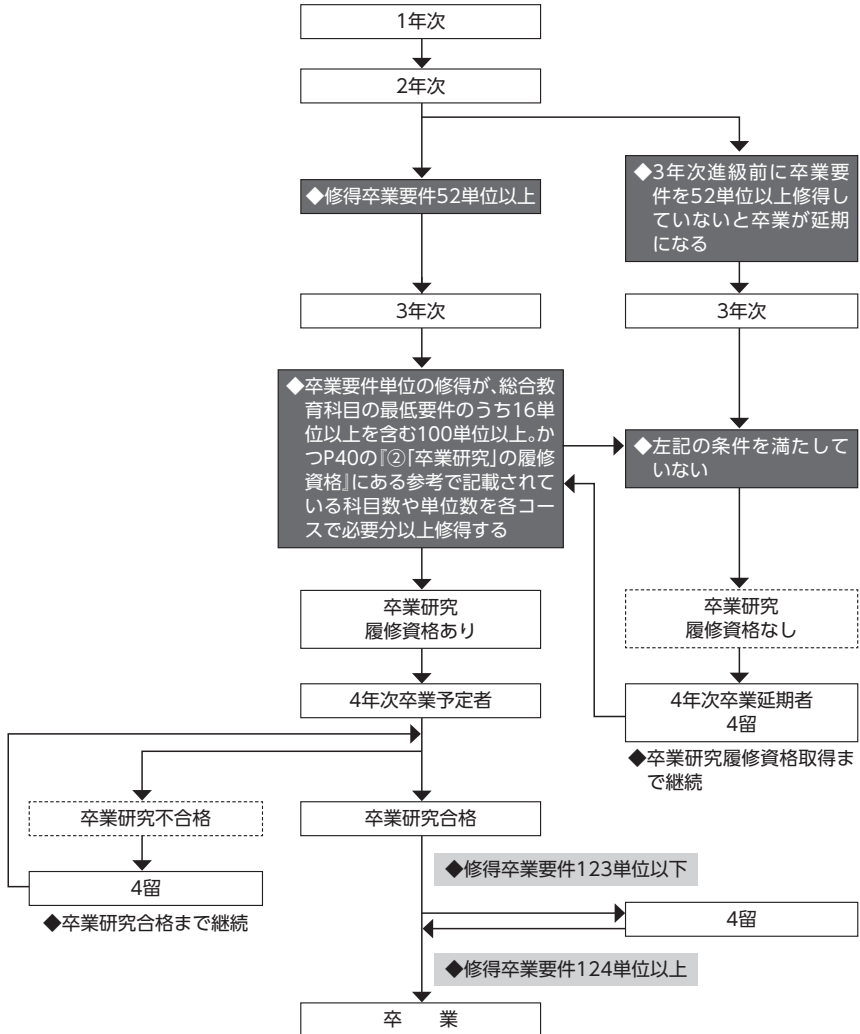 1年次
2年次
◆修得卒業要件52単位以上
◆3年次進級前に卒業要
件を52単位以上修得し
ていないと卒業が延期
になる
3年次
3年次
◆卒業要件単位の修得が、総合教
育科目の最低要件のうち16単
位以上を含む100単位以上。か
つP40の『②「卒業研究」の履修
資格』にある参考で記載されて
いる科目数や単位数を各コー
スで必要分以上修得する
◆左記の条件を満たして
いない
卒業研究
履修資格あり
卒業研究
履修資格なし
4年次卒業予定者
4年次卒業延期者
4留
◆卒業研究履修資格取得ま
で継続
卒業研究不合格
卒業研究合格
4留
◆卒業研究合格まで継続
◆修得卒業要件123単位以下
4留
◆修得卒業要件124単位以上
卒　業